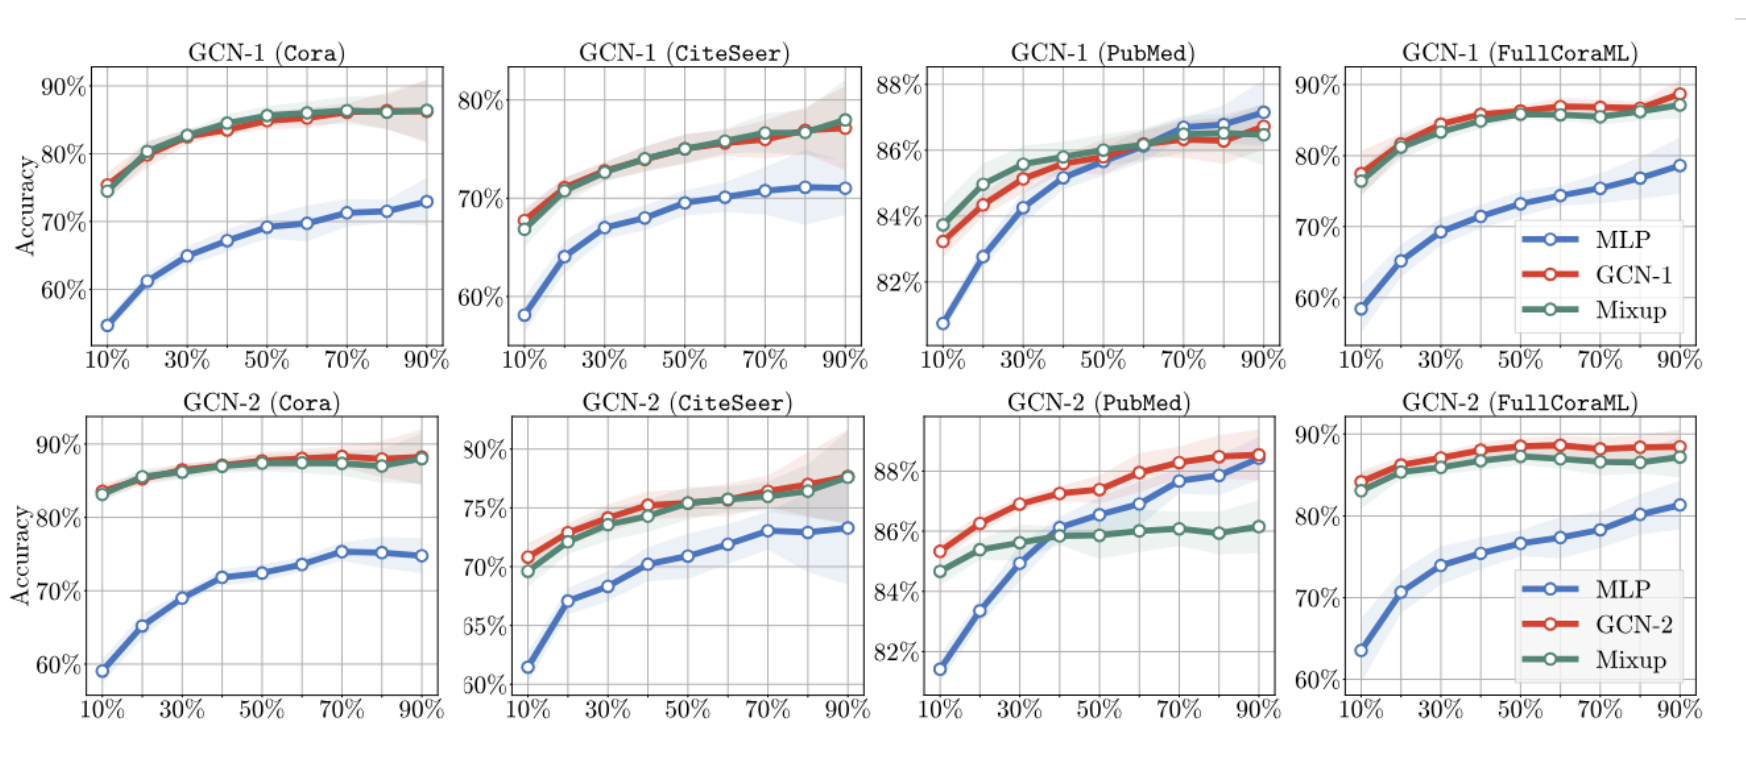 GCN-1 (Cora)
90%
80%
70%
60%
Accuracy
10% 30% 50% 70% 90%
GCN-1 (CiteSeer)
80%
70%
60%
10% 30% 50% 70% 90%
GCN-1 (PubMed)
88%
86%
84%
82%
10% 30% 50% 70% 90%
GCN-1 (FullCoraML)
90%
80%
70%
60%
MLP
GCN-1
Mixup
10% 30% 50% 70% 90%
GCN-2 (Cora)
90%
80%
70%
60%
Accuracy
10% 30% 50% 70% 90%
GCN-2 (CiteSeer)
80%
75%
70%
65%
60%
10% 30% 50% 70% 90%
GCN-2 (PubMed)
88%
86%
84%
82%
10% 30% 50% 70% 90%
GCN-2 (FullCoraML)
90%
80%
70%
60%
MLP
GCN-2
Mixup
10% 30% 50% 70% 90%